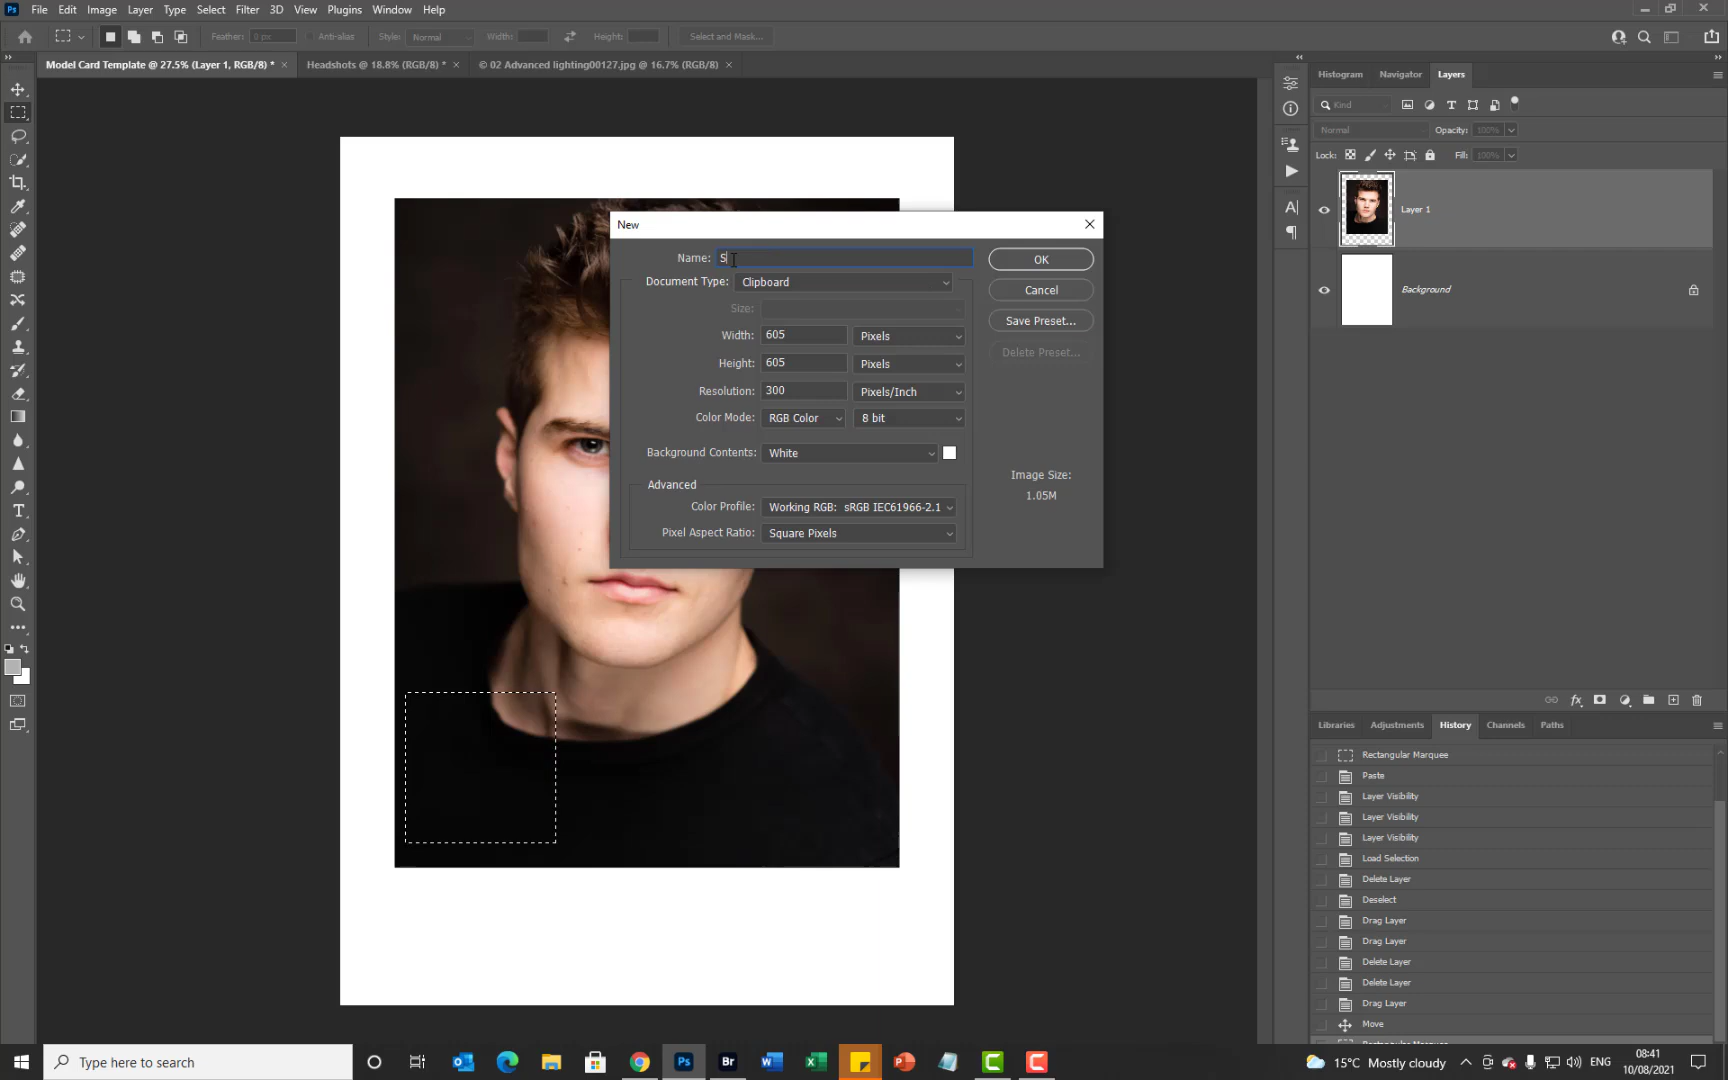 Ps File Edit Image Layer Type Select Filter 3D View Plugins Window Help
Feather: 0 px Anti-alias Style: Normal Width: Height: Select and Mask...
Model Card Template @ 27.5% (Layer 1, RGB/8) * × Headshots @ 18.8% (RGB/8) * × © 02 Advanced lighting00127.jpg @ 16.7% (RGB/8) ×
Histogram Navigator Layers
Kind
Normal Opacity: 100%
Lock: Fill: 100%
Layer 1
Background
New
Name: S
OK
Document Type: Clipboard
Cancel
Size:
Save Preset...
Width: 605 Pixels
Delete Preset...
Height: 605 Pixels
Resolution: 300 Pixels/Inch
Color Mode: RGB Color 8 bit
Background Contents: White
Image Size:
1.05M
Advanced
Color Profile: Working RGB: sRGB IEC61966-2.1
Pixel Aspect Ratio: Square Pixels
Libraries Adjustments History Channels Paths
Rectangular Marquee
Paste
Layer Visibility
Layer Visibility
Layer Visibility
Load Selection
Delete Layer
Deselect
Drag Layer
Drag Layer
Delete Layer
Delete Layer
Drag Layer
Move
Rectangular Marquee
Type here to search
Ps Br
15°C Mostly cloudy ENG 08:41
10/08/2021